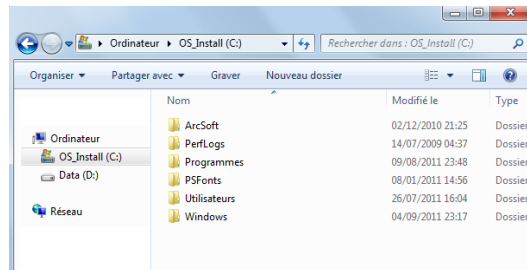 Ordinateur OS_Install (C:) Rechercher dans : OS_Install (C:)
Organiser Partager avec Graver Nouveau dossier
Nom Modifié le Type
Ordinateur
OS_Install (C:)
Data (D:)
Réseau
ArcSoft 02/12/2010 21:25 Dossier
PerfLogs 14/07/2009 04:37 Dossier
Programmes 09/08/2011 23:48 Dossier
PSFonts 08/01/2011 14:56 Dossier
Utilisateurs 26/07/2011 16:04 Dossier
Windows 04/09/2011 23:17 Dossier